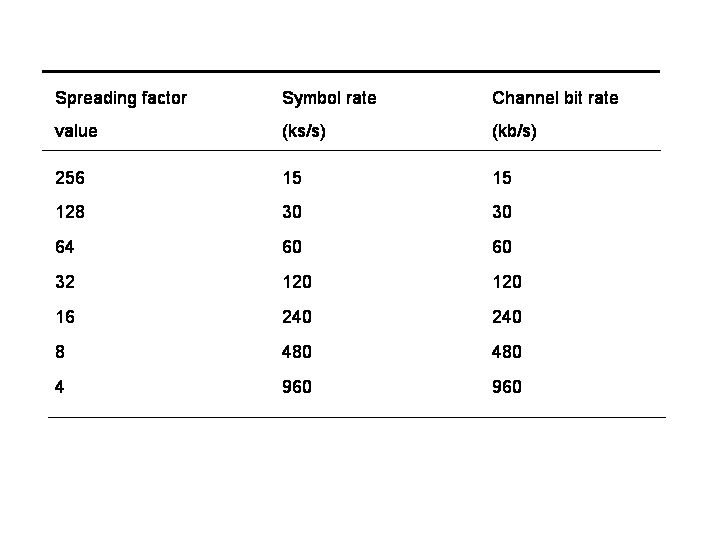 Spreading factor Symbol rate Channel bit rate
value (ks/s) (kb/s)
256 15 15
128 30 30
64 60 60
32 120 120
16 240 240
8 480 480
4 960 960